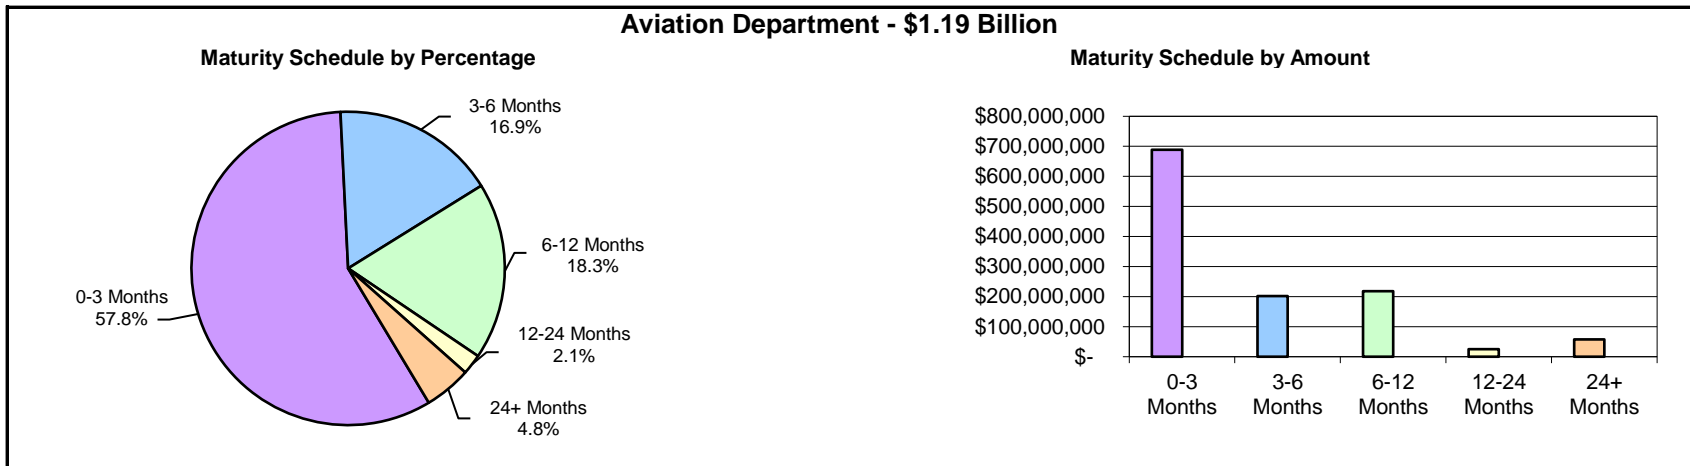 Aviation Department - $1.19 Billion
Maturity Schedule by Percentage
3-6 Months
16.9%
6-12 Months
18.3%
0-3 Months
57.8%
12-24 Months
2.1%
24+ Months
4.8%
Maturity Schedule by Amount
$800,000,000
$700,000,000
$600,000,000
$500,000,000
$400,000,000
$300,000,000
$200,000,000
$100,000,000
$-
0-3
Months
3-6
Months
6-12
Months
12-24
Months
24+
Months